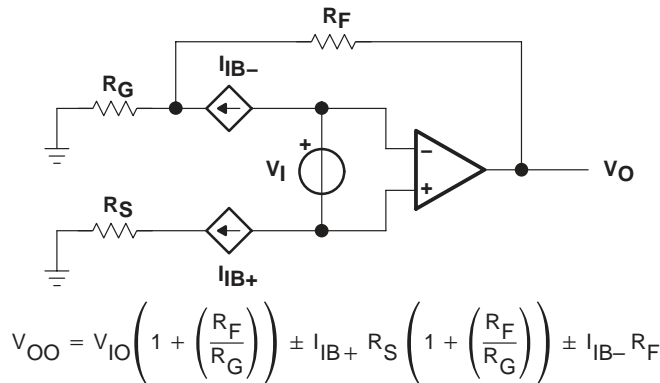 RF
IIB–
RG
+
VI
–
+
VO
RS
IIB+
VOO = VIO(1 + (RF/RG)) ± IIB+ RS(1 + (RF/RG)) ± IIB– RF